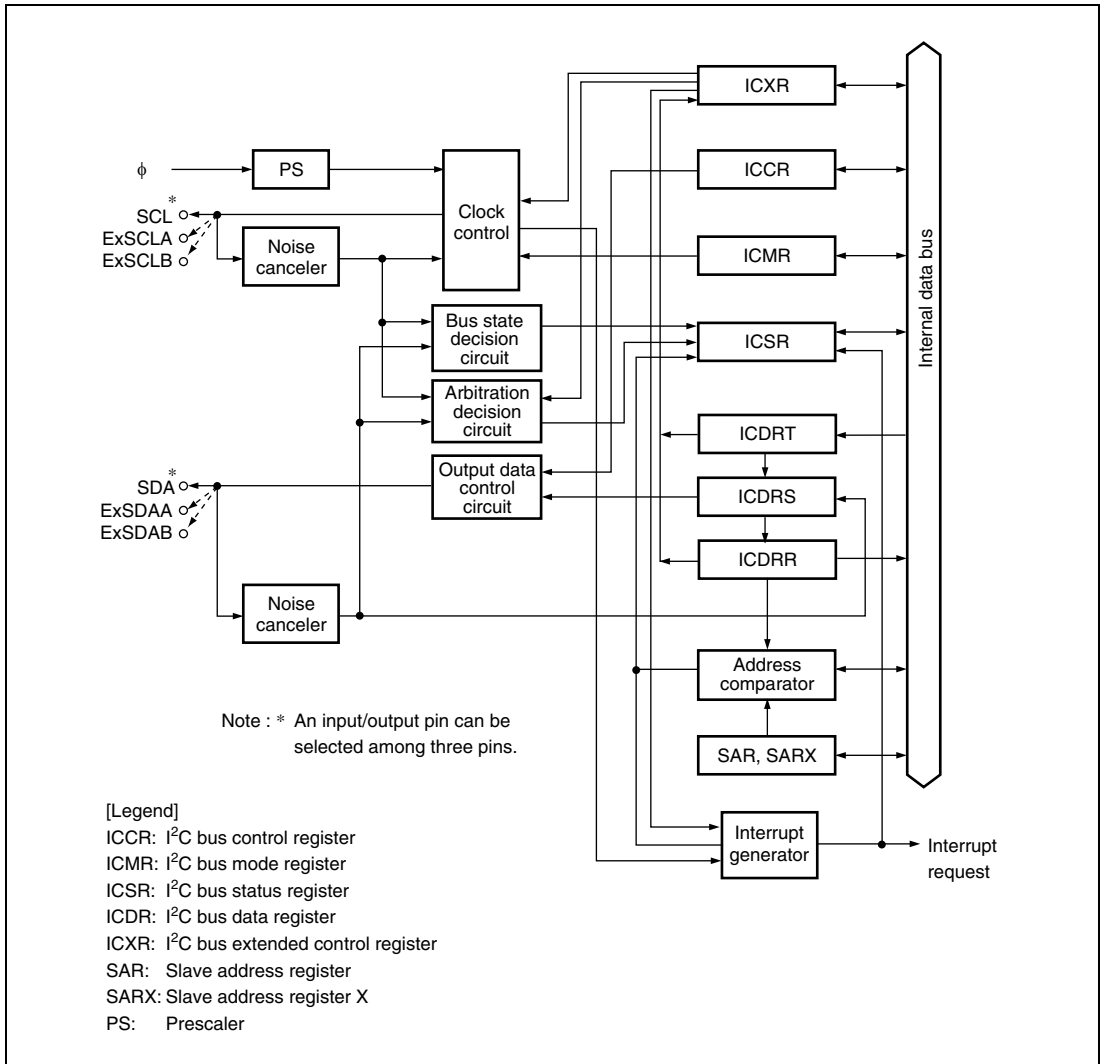 ICXR
ϕ
PS
ICCR
*
SCL
ExSCLA
ExSCLB
Clock
control
Noise
canceler
ICMR
Internal data bus
Bus state
decision
circuit
ICSR
Arbitration
decision
circuit
ICDRT
*
SDA
ExSDAA
ExSDAB
Output data
control
circuit
ICDRS
ICDRR
Noise
canceler
Address
comparator
Note : * An input/output pin can be
selected among three pins.
SAR, SARX
Interrupt
generator
Interrupt
request
[Legend]
ICCR: I²C bus control register
ICMR: I²C bus mode register
ICSR: I²C bus status register
ICDR: I²C bus data register
ICXR: I²C bus extended control register
SAR: Slave address register
SARX: Slave address register X
PS: Prescaler